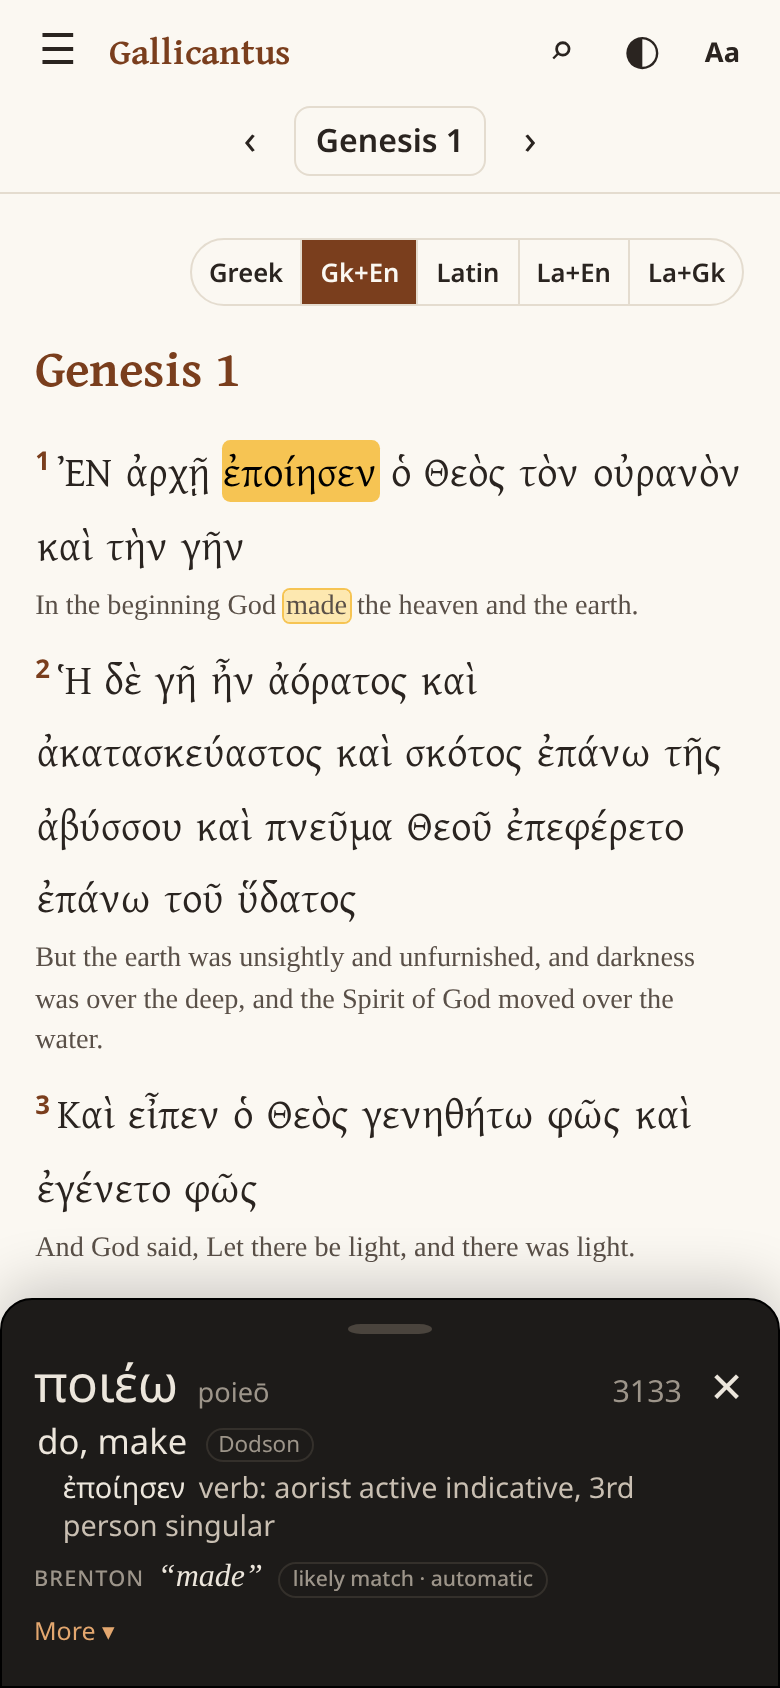 ☰ Gallicantus ⌕ ◐ Aa
‹ Genesis 1 ›
Greek Gk+En Latin La+En La+Gk
Genesis 1
1 ἘΝ ἀρχῇ ἐποίησεν ὁ Θεὸς τὸν οὐρανὸν
καὶ τὴν γῆν
In the beginning God made the heaven and the earth.
2 Ἡ δὲ γῆ ἦν ἀόρατος καὶ
ἀκατασκεύαστος καὶ σκότος ἐπάνω τῆς
ἀβύσσου καὶ πνεῦμα Θεοῦ ἐπεφέρετο
ἐπάνω τοῦ ὕδατος
But the earth was unsightly and unfurnished, and darkness
was over the deep, and the Spirit of God moved over the
water.
3 Καὶ εἶπεν ὁ Θεὸς γενηθήτω φῶς καὶ
ἐγένετο φῶς
And God said, Let there be light, and there was light.
ποιέω poieō 3133 ✕
do, make Dodson
ἐποίησεν verb: aorist active indicative, 3rd
person singular
BRENTON “made” likely match · automatic
More ▾